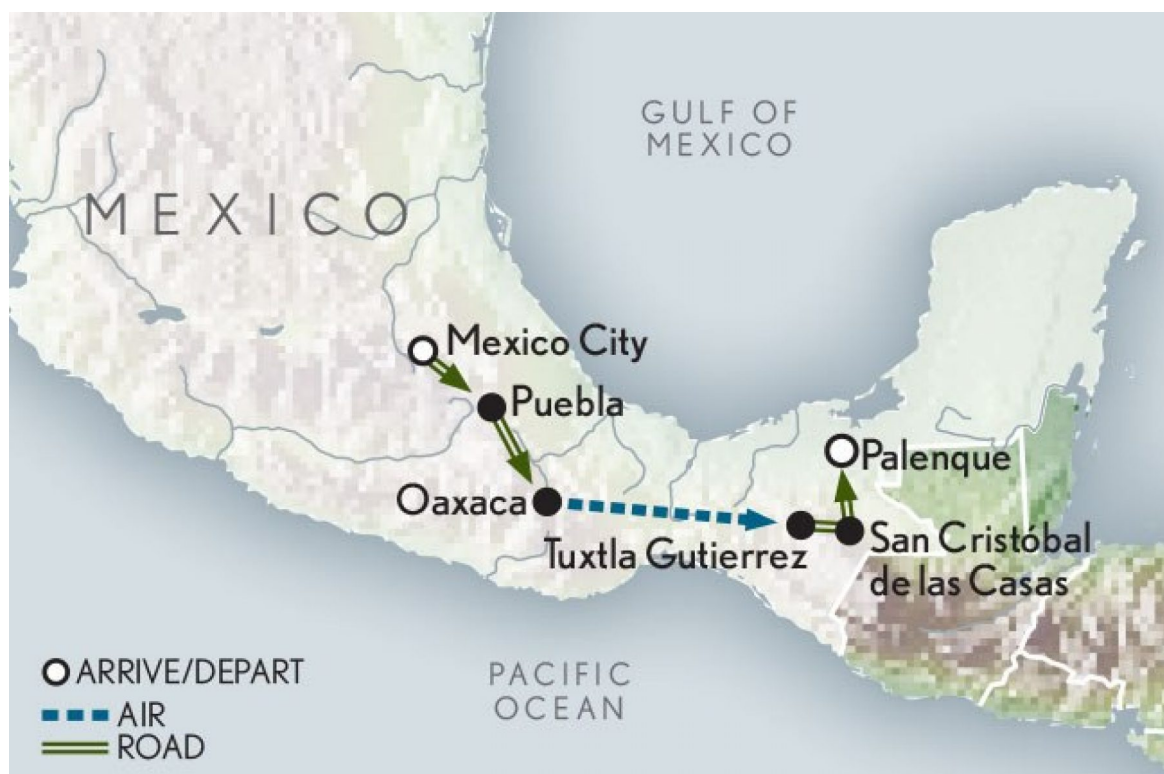 GULF OF
MEXICO
MEXICO
Mexico City
Puebla
Palenque
Oaxaca
Tuxtla Gutierrez
San Cristóbal
de las Casas
PACIFIC
OCEAN
ARRIVE/DEPART
AIR
ROAD